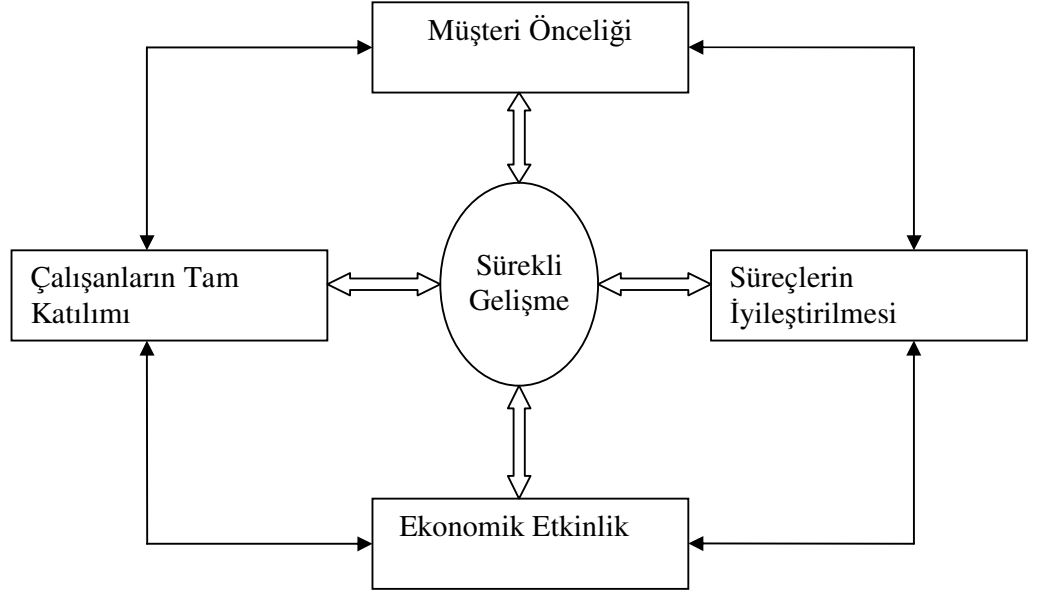 Müşteri Önceliği
Çalışanların Tam
Katılımı
Sürekli
Gelişme
Süreçlerin
İyileştirilmesi
Ekonomik Etkinlik